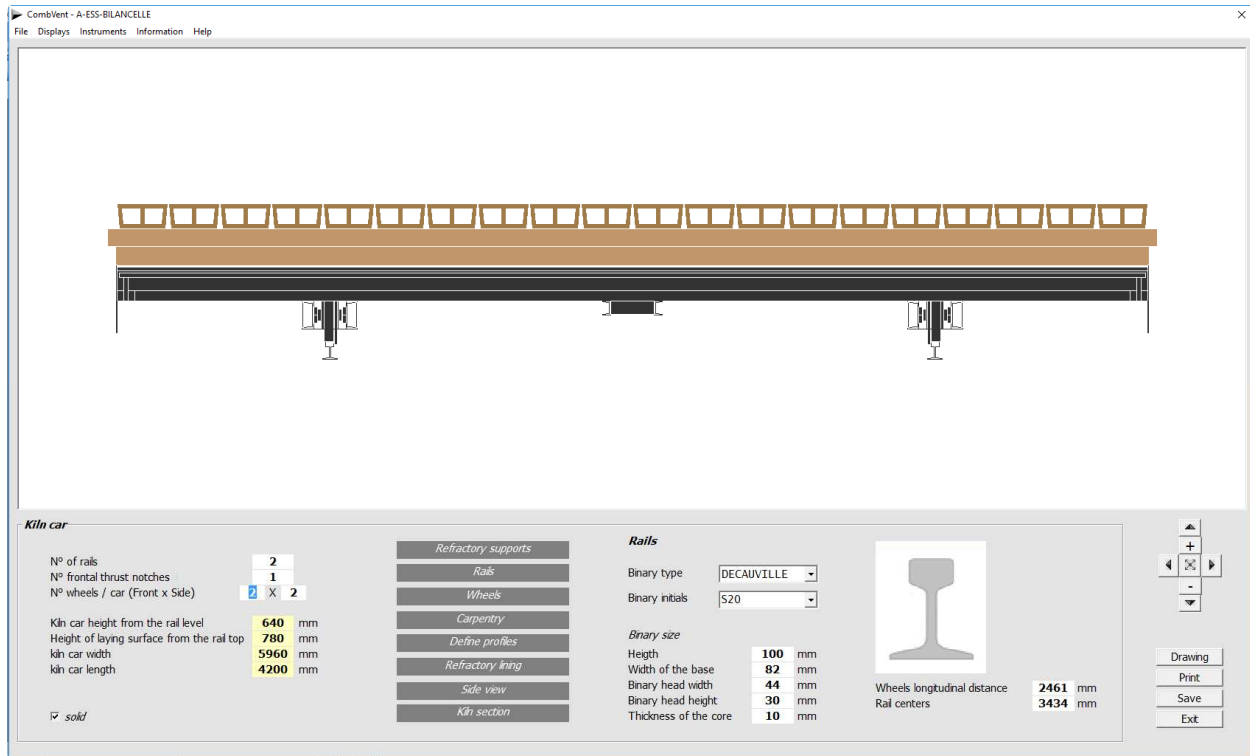 CombVent - A-ESS-BILANCELLE
File Displays Instruments Information Help
Kiln car
Nº of rails 2
Nº frontal thrust notches 1
Nº wheels / car (Front x Side) 2 X 2
Kiln car height from the rail level 640 mm
Height of laying surface from the rail top 780 mm
kiln car width 5960 mm
kiln car length 4200 mm
solid
Refractory supports
Rails
Wheels
Carpentry
Define profiles
Refractory lining
Side view
Kiln section
Rails
Binary type DECAUVILLE
Binary initials S20
Binary size
Heigth 100 mm
Width of the base 82 mm
Binary head width 44 mm
Binary head height 30 mm
Thickness of the core 10 mm
Wheels longitudinal distance 2461 mm
Rail centers 3434 mm
+
-
Drawing
Print
Save
Exit